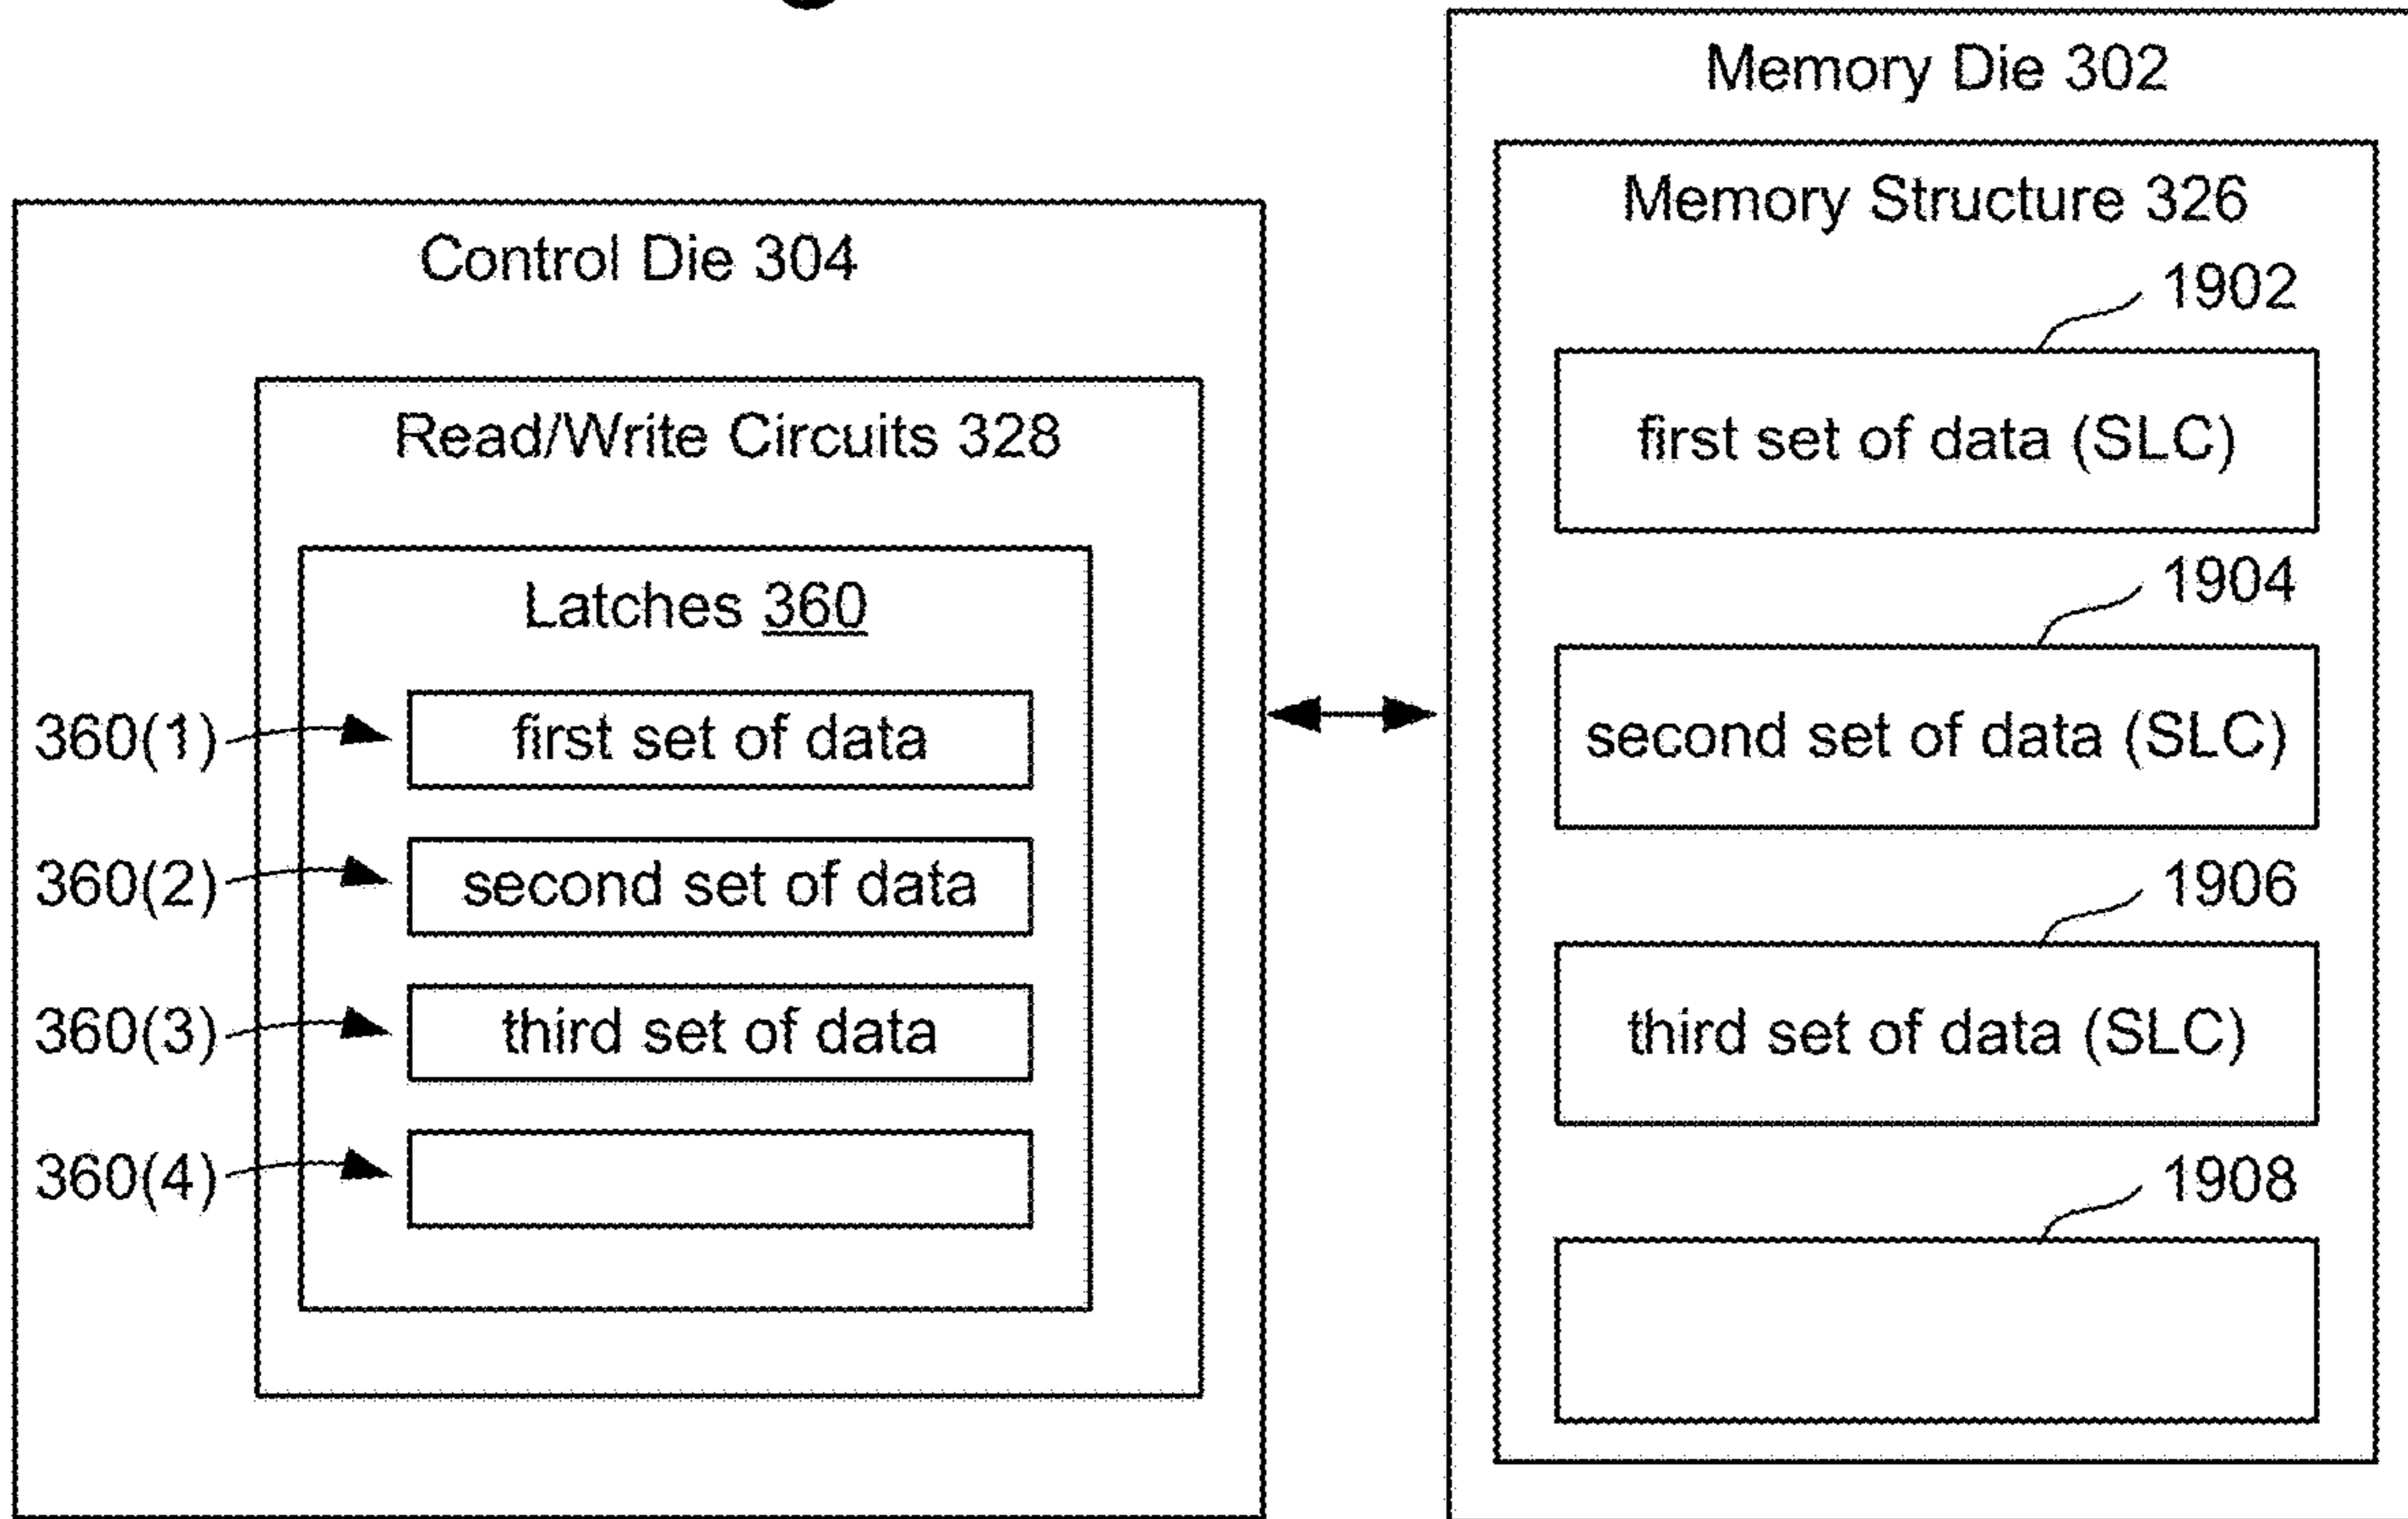 Control Die 304
Read/Write Circuits 328
Latches 360
360(1)
first set of data
360(2)
second set of data
360(3)
third set of data
360(4)
Memory Die 302
Memory Structure 326
1902
first set of data (SLC)
1904
second set of data (SLC)
1906
third set of data (SLC)
1908